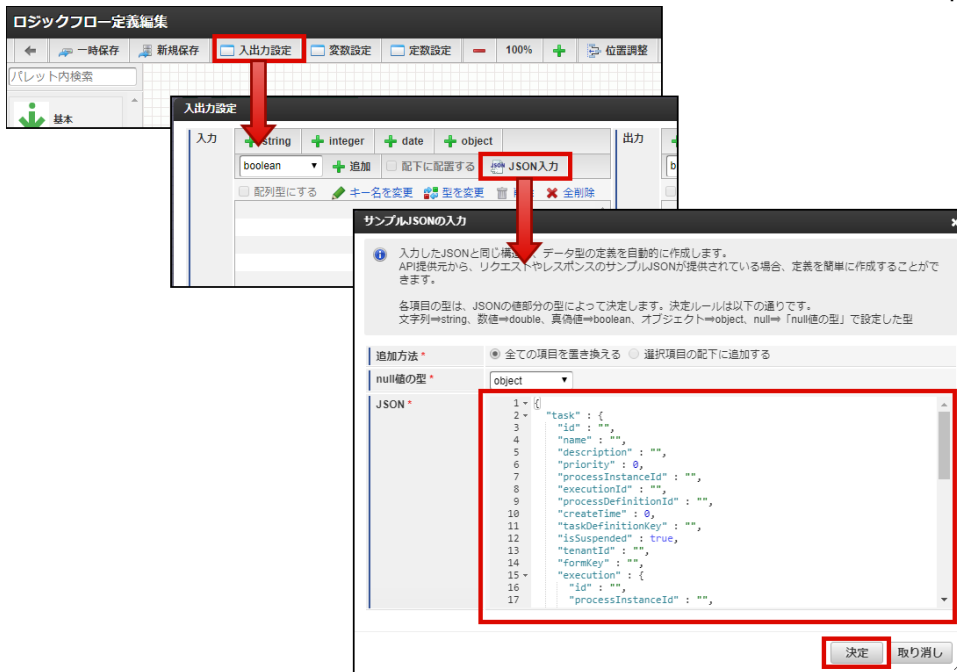 ロジックフロー定義編集
一時保存 新規保存 入出力設定 変数設定 定数設定 100% 位置調整
パレット内検索
基本
入出力設定
入力 string integer date object 出力
boolean 追加 配下に配置する JSON入力
配列型にする キー名を変更 型を変更 全削除
サンプルJSONの入力
入力したJSONと同じ構造、データ型の定義を自動的に作成します。
API提供元から、リクエストやレスポンスのサンプルJSONが提供されている場合、定義を簡単に作成することがで
きます。
各項目の型は、JSONの値部分の型によって決定します。決定ルールは以下の通りです。
文字列⇒string、数値⇒double、真偽値⇒boolean、オブジェクト⇒object、null⇒「null値の型」で設定した型
追加方法 * 全ての項目を置き換える 選択項目の配下に追加する
null値の型 * object
JSON * 1 {
2 "task" : {
3 "id" : "",
4 "name" : "",
5 "description" : "",
6 "priority" : 0,
7 "processInstanceId" : "",
8 "executionId" : "",
9 "processDefinitionId" : "",
10 "createTime" : 0,
11 "taskDefinitionKey" : "",
12 "isSuspended" : true,
13 "tenantId" : "",
14 "formKey" : "",
15 "execution" : {
16 "id" : "",
17 "processInstanceId" : "",
決定 取り消し